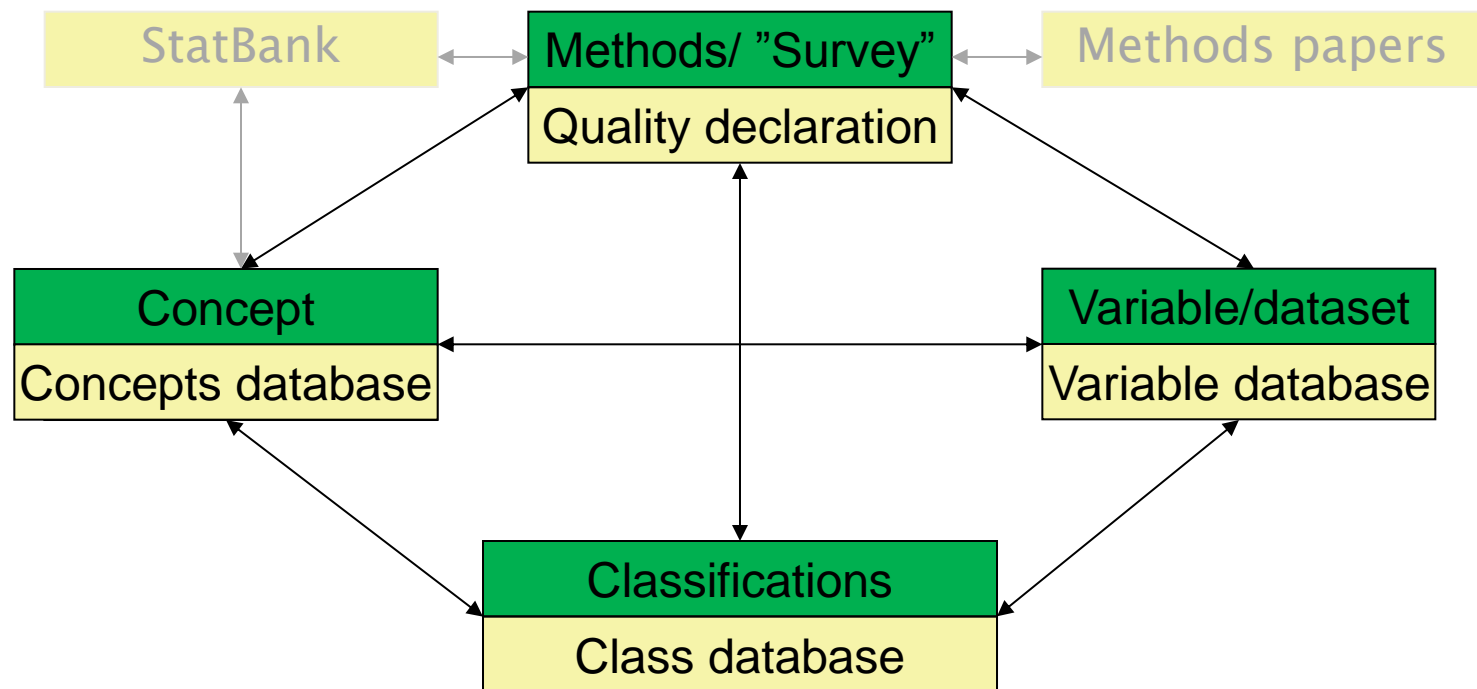 StatBank
Methods/ ”Survey”
Methods papers
Quality declaration
Concept
Variable/dataset
Concepts database
Variable database
Classifications
Class database